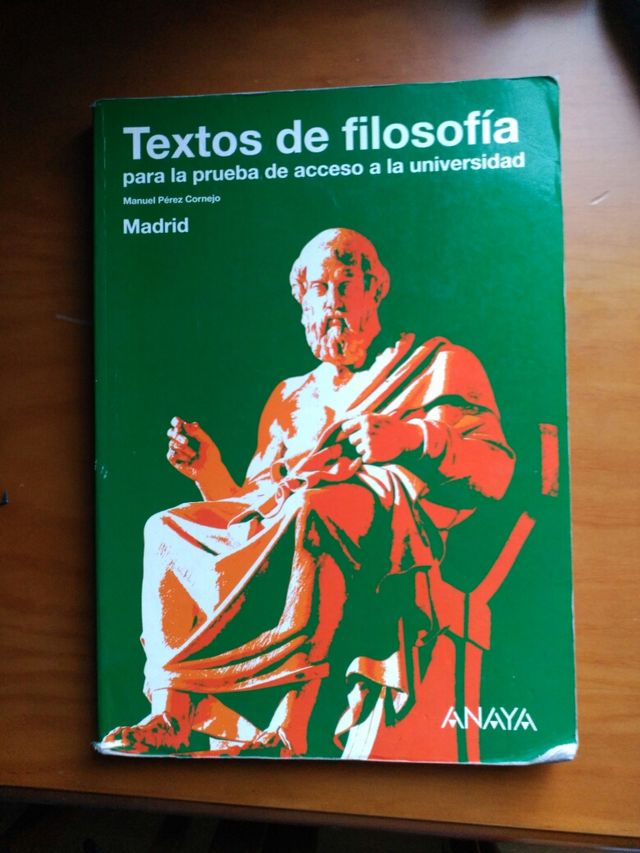 Textos de filosofía
para la prueba de acceso a la universidad
Manuel Pérez Cornejo
Madrid
ANAYA